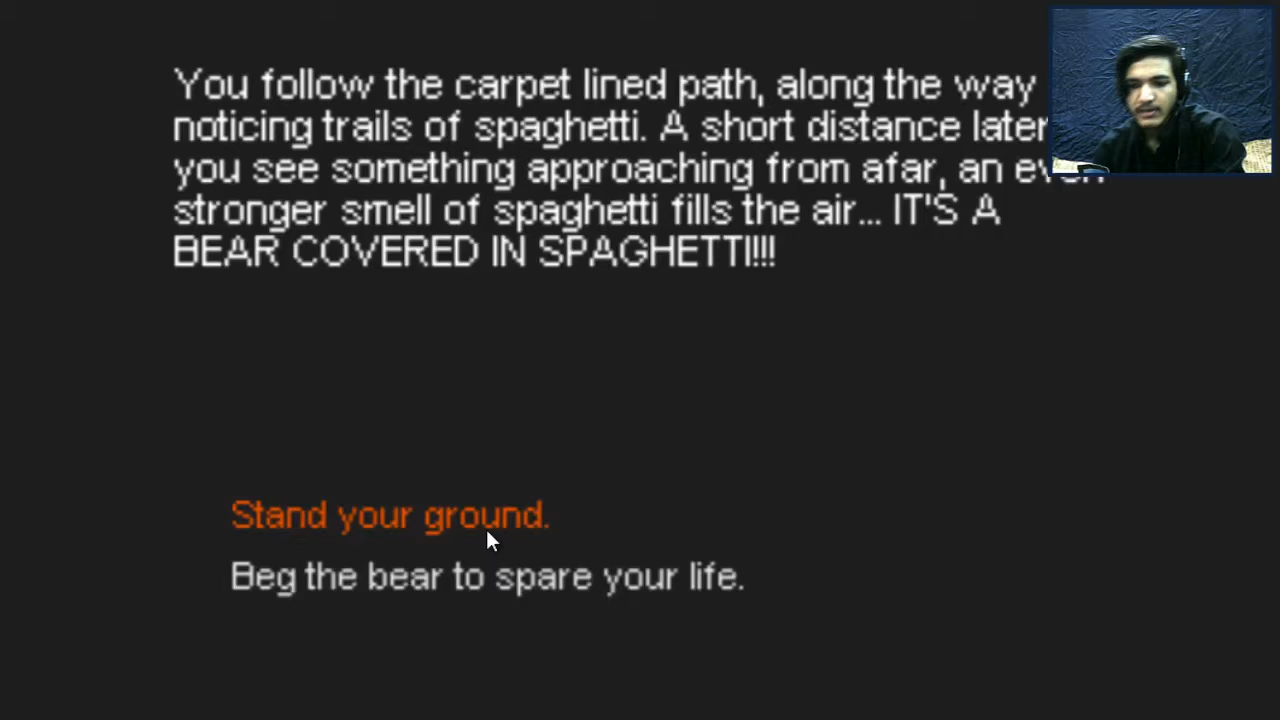 You follow the carpet lined path, along the way
noticing trails of spaghetti. A short distance later
you see something approaching from afar, an even
stronger smell of spaghetti fills the air... IT'S A
BEAR COVERED IN SPAGHETTI!!!
Stand your ground.
Beg the bear to spare your life.